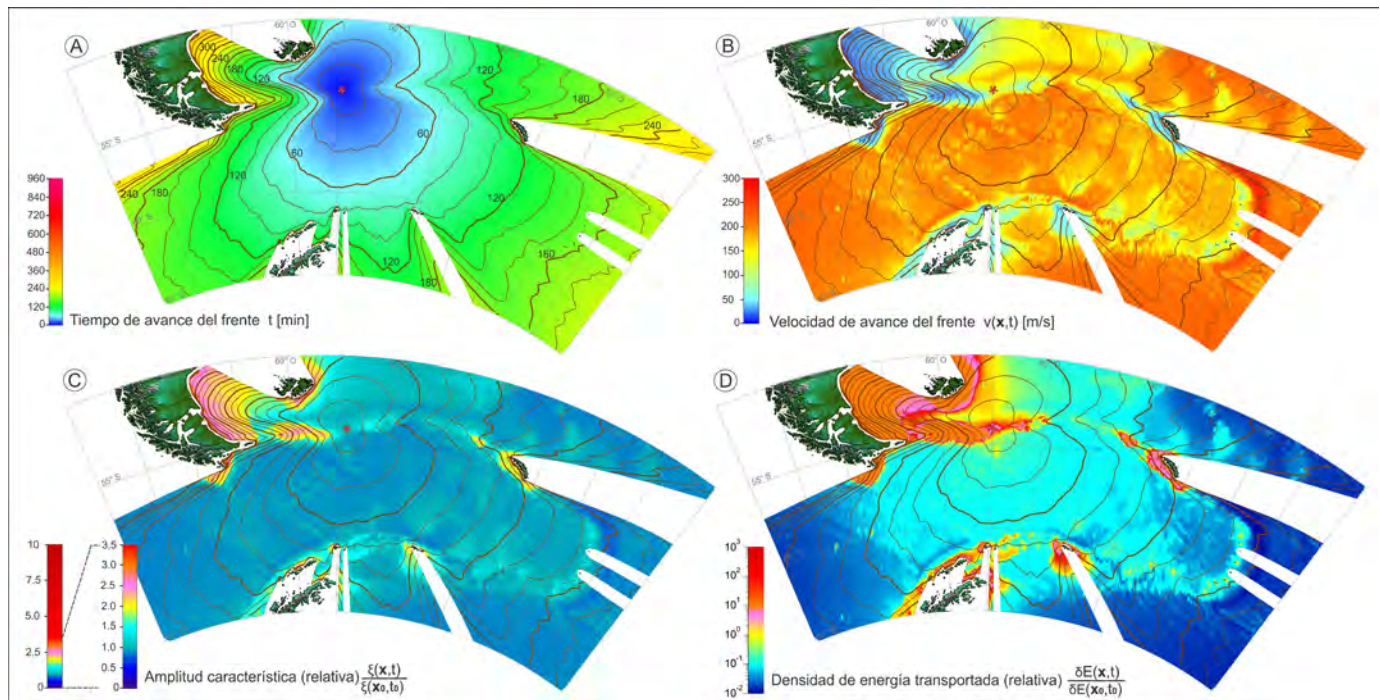 A
60° O
300
240
180
120
120
180
240
55° S
60
60
120
180
240
120
180
120
180
960
840
720
600
480
360
240
120
0
Tiempo de avance del frente t [min]
B
60° O
55° S
300
250
200
150
100
50
0
Velocidad de avance del frente v(x,t) [m/s]
C
60° O
55° S
10
7.5
5.0
2.5
0
3.5
3.0
2.5
2.0
1.5
1.0
0.5
0
Amplitud característica (relativa) ξ(x,t)
ξ(x₀,t₀)
D
60° O
55° S
10³
10²
10¹
10⁰
10⁻¹
10⁻²
Densidad de energía transportada (relativa) δE(x,t)
δE(x₀,t₀)